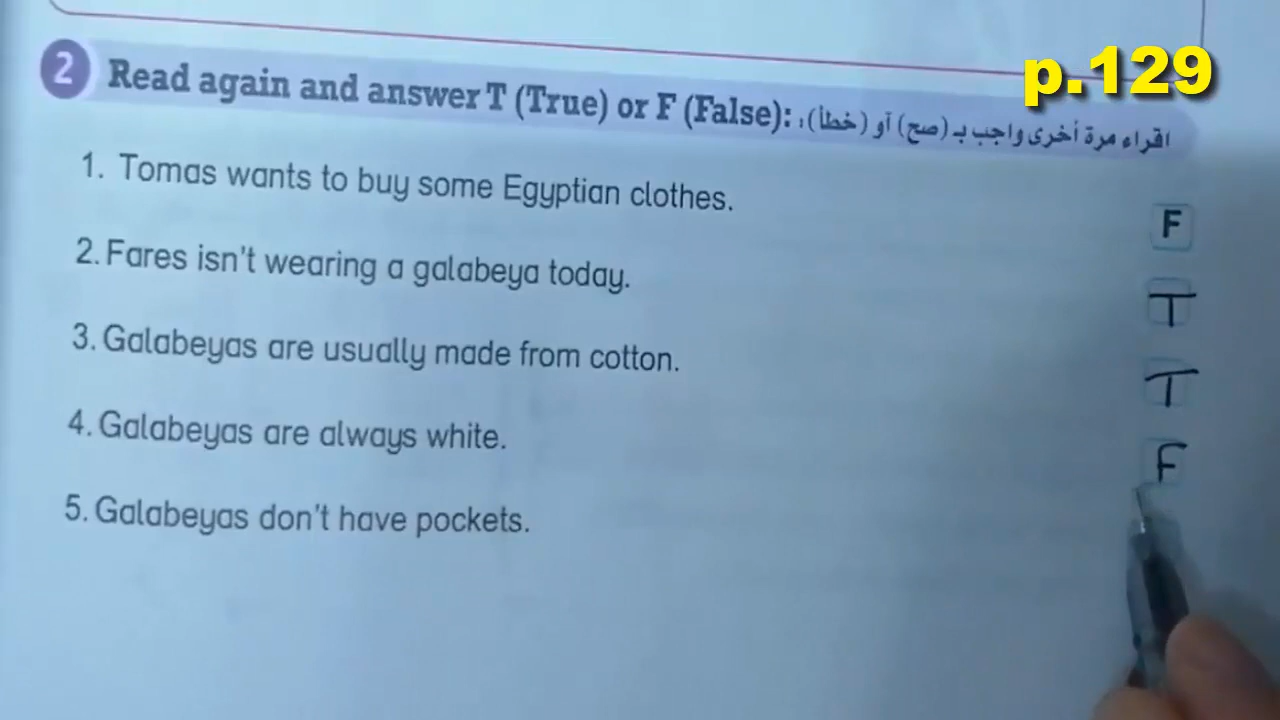 p.129
2 Read again and answer T (True) or F (False): اقراء مرة أخرى واجب بـ (صح) أو (خطأ):
1. Tomas wants to buy some Egyptian clothes. F
2. Fares isn't wearing a galabeya today. T
3. Galabeyas are usually made from cotton. T
4. Galabeyas are always white. F
5. Galabeyas don't have pockets.